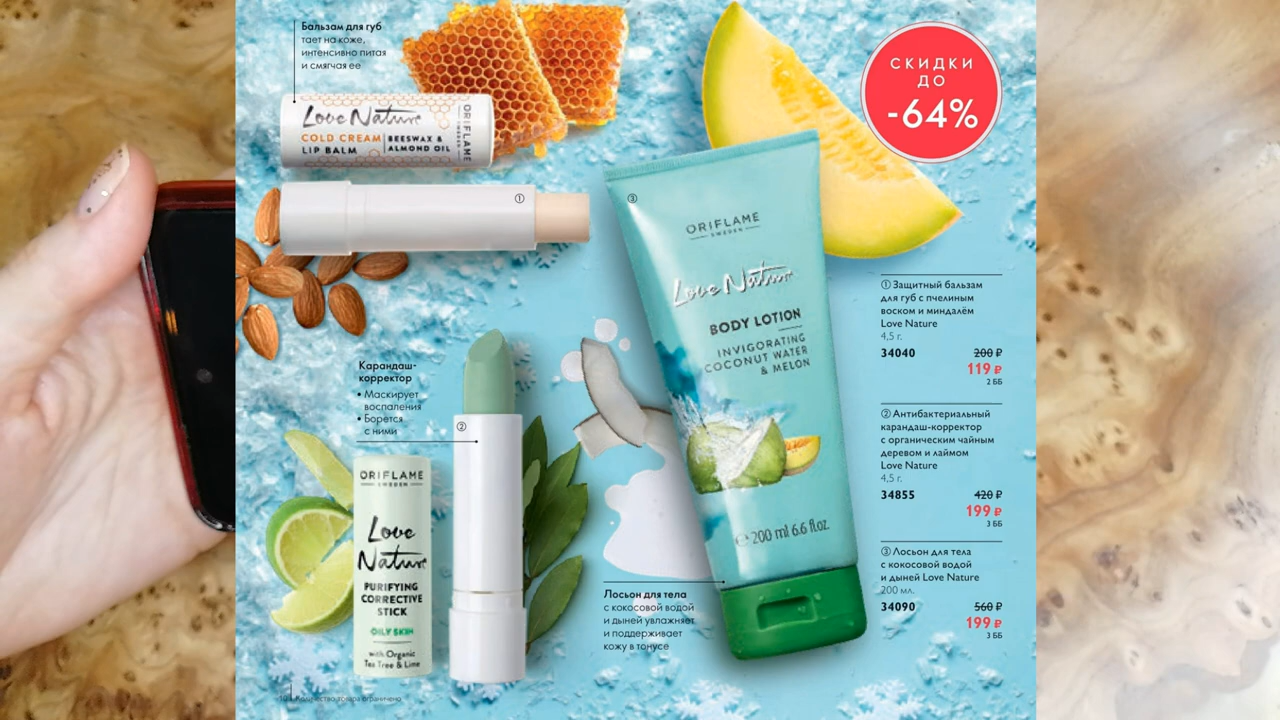 Бальзам для губ
тает на коже,
интенсивно питая
и смягчая ее
Love Nature
COLD CREAM
LIP BALM
BEESWAX &
ALMOND OIL
ORIFLAME
SWEDEN
①
СКИДКИ
ДО
-64%
③
ORIFLAME
SWEDEN
Love Nature
BODY LOTION
INVIGORATING
COCONUT WATER
& MELON
℮ 200 ml 6.6 fl.oz.
Карандаш-
корректор
• Маскирует
воспаления
• Борется
с ними
②
ORIFLAME
SWEDEN
Love
Nature
PURIFYING
CORRECTIVE
STICK
OILY SKIN
with Organic
Tea Tree & Lime
Лосьон для тела
с кокосовой водой
и дыней увлажняет
и поддерживает
кожу в тонусе
① Защитный бальзам
для губ с пчелиным
воском и миндалём
Love Nature
4,5 г.
34040 200 ₽
119 ₽
2 ББ
② Антибактериальный
карандаш-корректор
с органическим чайным
деревом и лаймом
Love Nature
4,5 г.
34855 420 ₽
199 ₽
3 ББ
③ Лосьон для тела
с кокосовой водой
и дыней Love Nature
200 мл.
34090 560 ₽
199 ₽
3 ББ
Количество товара ограничено